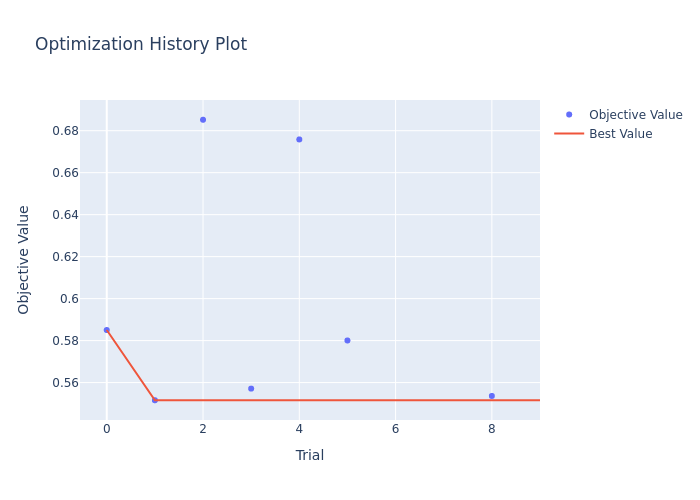 Optimization History Plot
Objective Value
Best Value
Objective Value
0.68
0.66
0.64
0.62
0.6
0.58
0.56
0 2 4 6 8
Trial